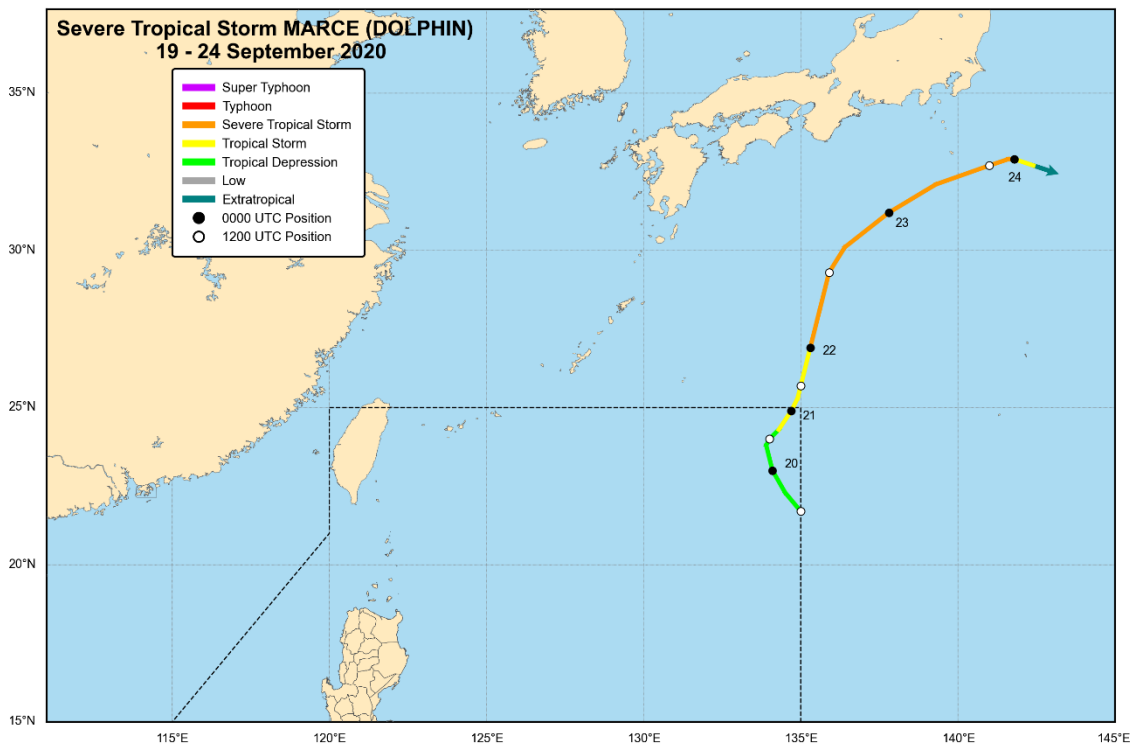 Severe Tropical Storm MARCE (DOLPHIN)
19 - 24 September 2020
Super Typhoon
Typhoon
Severe Tropical Storm
Tropical Storm
Tropical Depression
Low
Extratropical
0000 UTC Position
1200 UTC Position
35°N
30°N
25°N
20°N
15°N
24
23
22
21
20
115°E
120°E
125°E
130°E
135°E
140°E
145°E